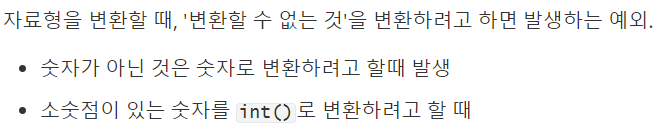 자료형을 변환할 때, '변환할 수 없는 것'을 변환하려고 하면 발생하는 예외.
• 숫자가 아닌 것은 숫자로 변환하려고 할때 발생
• 소숫점이 있는 숫자를 int()로 변환하려고 할 때